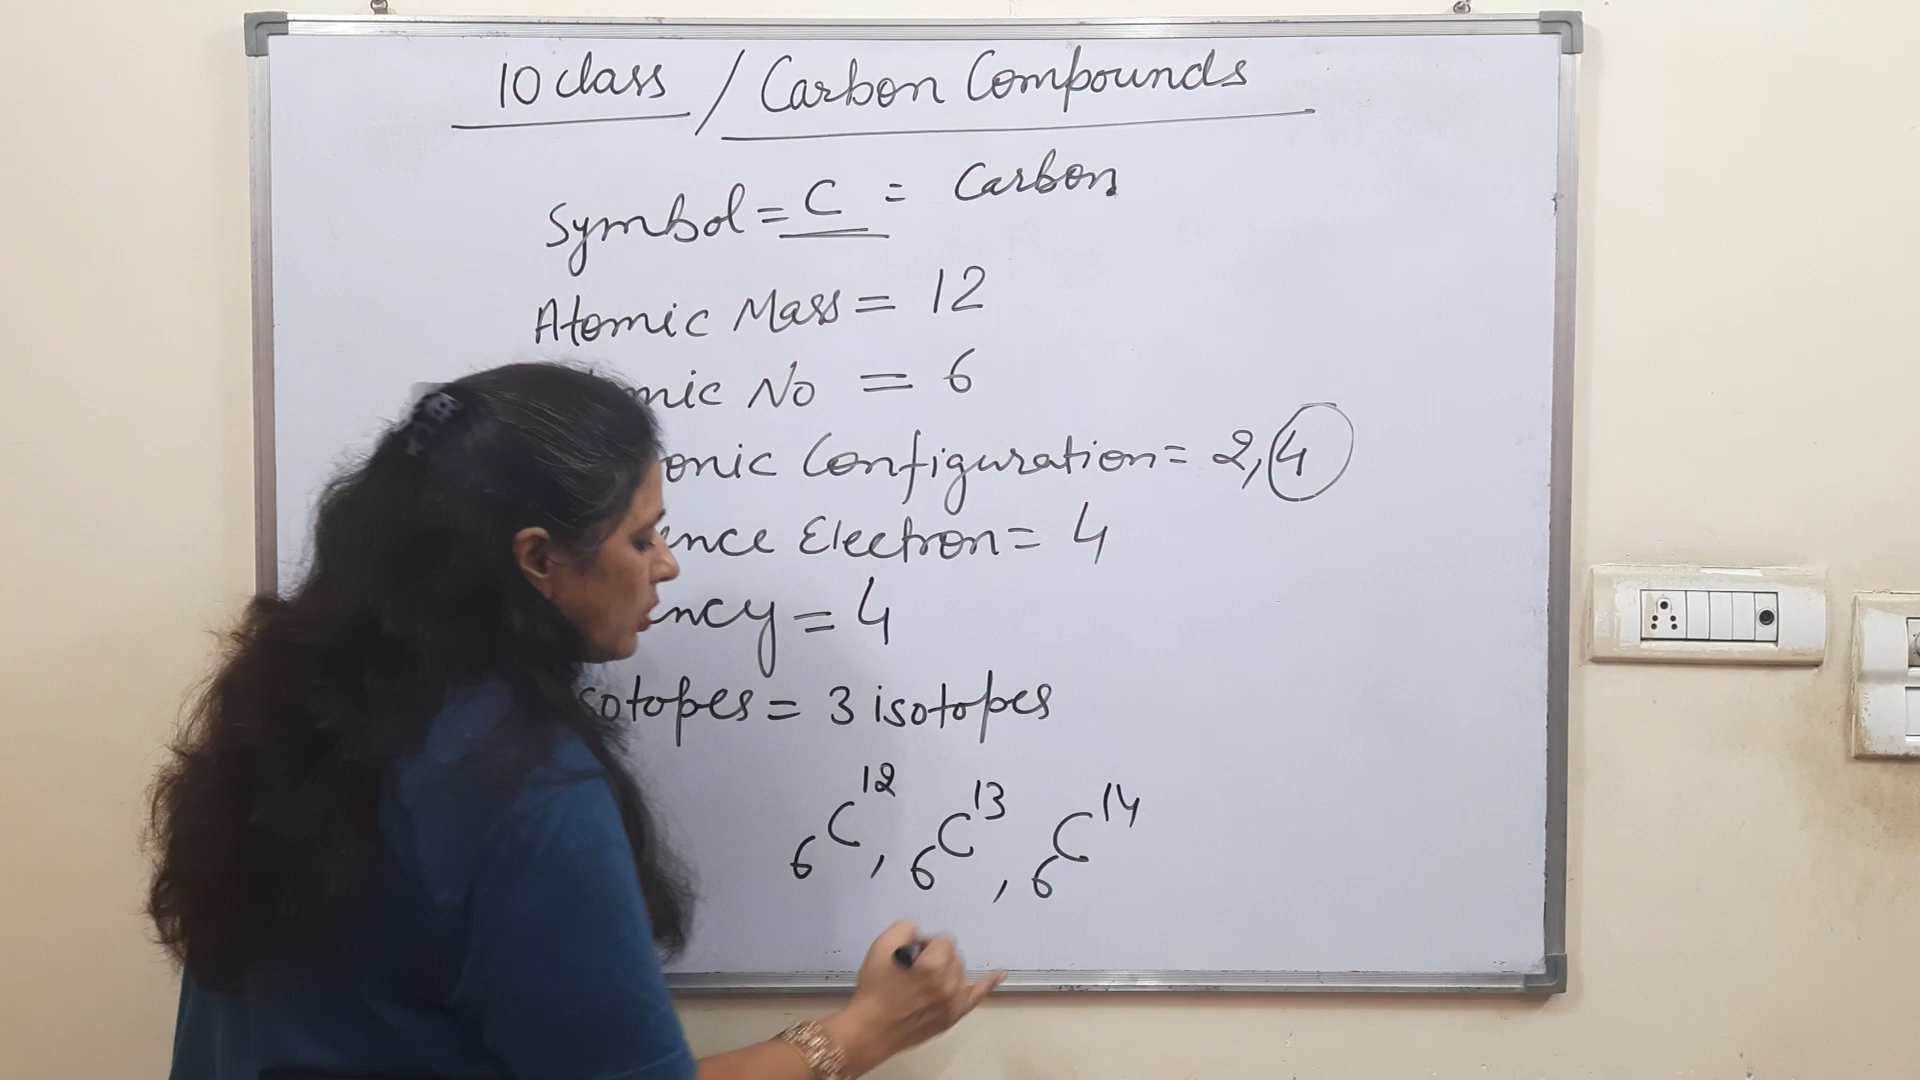 10 class / Carbon Compounds
Symbol = C = Carbon
Atomic Mass = 12
mic No = 6
onic Configuration = 2, 4
ence Electron = 4
ency = 4
sotopes = 3 isotopes
₆C¹², ₆C¹³, ₆C¹⁴